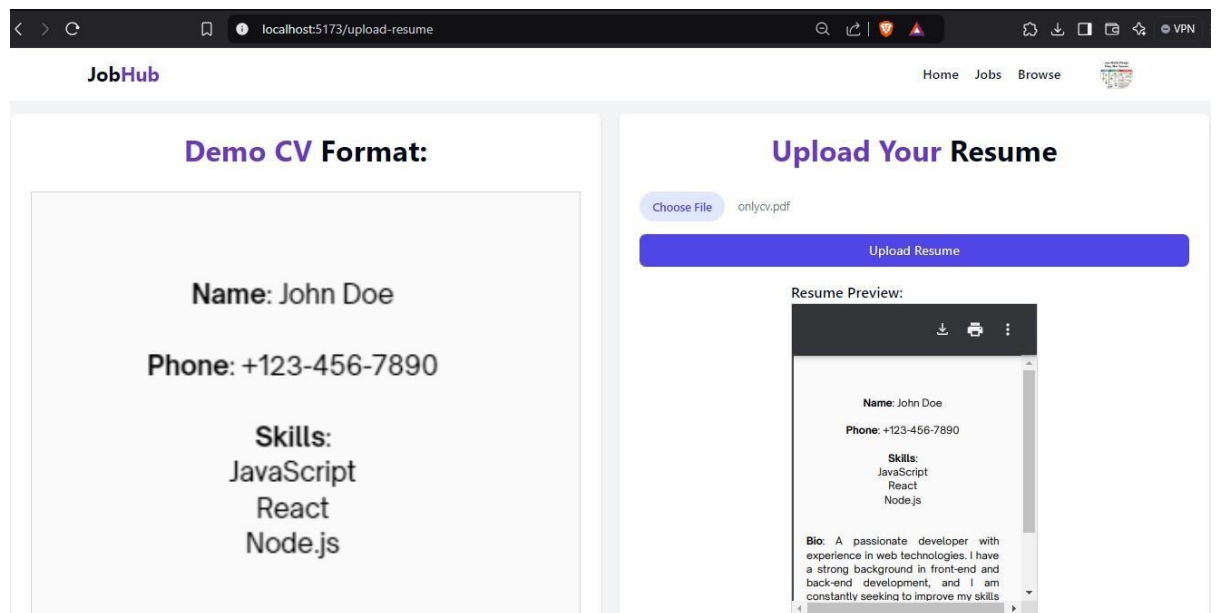 localhost:5173/upload-resume
VPN
JobHub
Home Jobs Browse
Demo CV Format:
Name: John Doe
Phone: +123-456-7890
Skills:
JavaScript
React
Node.js
Upload Your Resume
Choose File onlycv.pdf
Upload Resume
Resume Preview:
Name: John Doe
Phone: +123-456-7890
Skills:
JavaScript
React
Node.js
Bio: A passionate developer with
experience in web technologies. I have
a strong background in front-end and
back-end development, and I am
constantly seeking to improve my skills